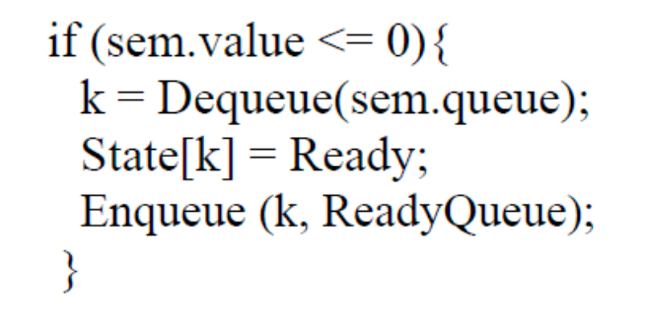 if (sem.value <= 0){
k = Dequeue(sem.queue);
State[k] = Ready;
Enqueue (k, ReadyQueue);
}